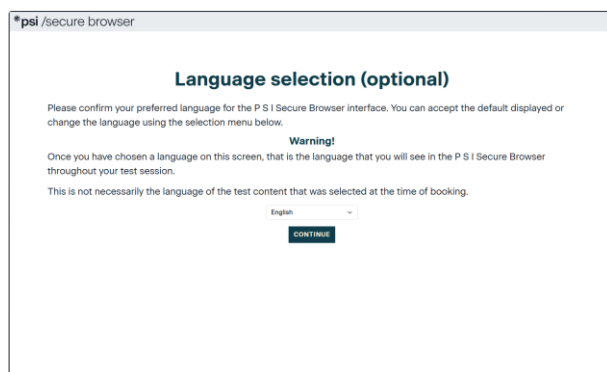 *psi /secure browser
Language selection (optional)
Please confirm your preferred language for the P S I Secure Browser interface. You can accept the default displayed or
change the language using the selection menu below.
Warning!
Once you have chosen a language on this screen, that is the language that you will see in the P S I Secure Browser
throughout your test session.
This is not necessarily the language of the test content that was selected at the time of booking.
English
CONTINUE